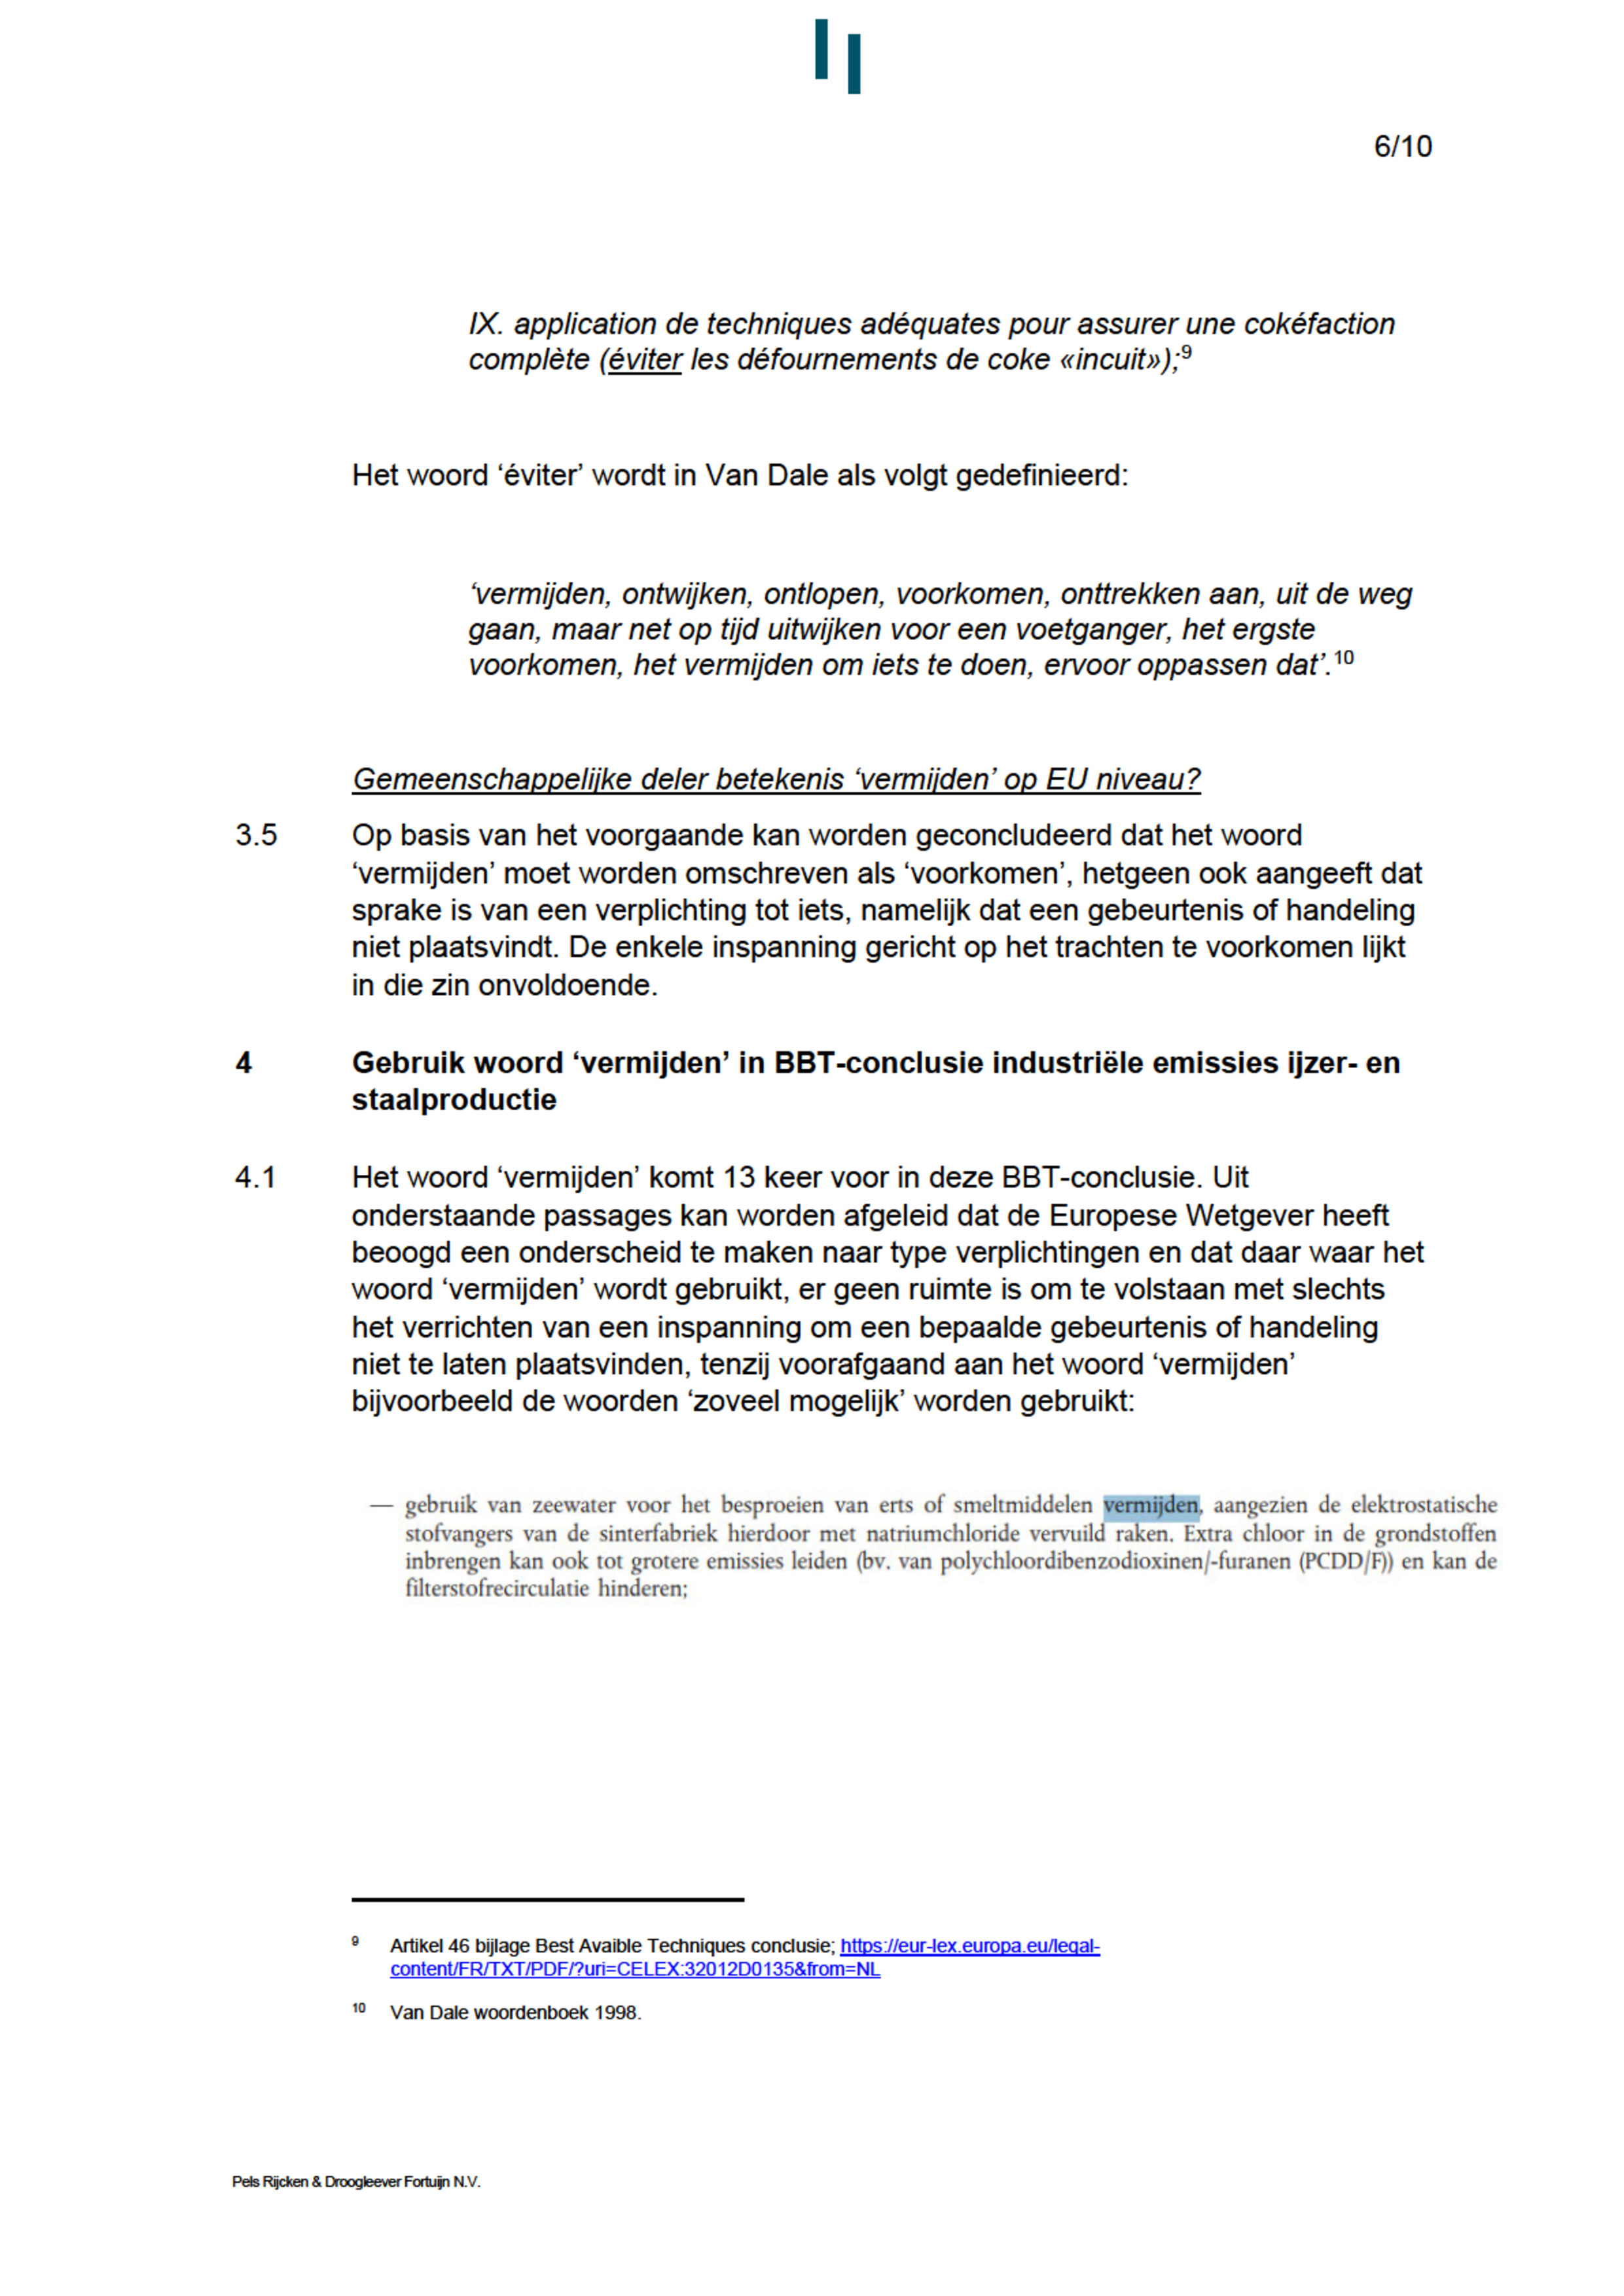 6/10
IX. application de techniques adéquates pour assurer une cokéfaction
complète (éviter les défournements de coke «incuit»);9
Het woord ‘éviter’ wordt in Van Dale als volgt gedefinieerd:
‘vermijden, ontwijken, ontlopen, voorkomen, onttrekken aan, uit de weg
gaan, maar net op tijd uitwijken voor een voetganger, het ergste
voorkomen, het vermijden om iets te doen, ervoor oppassen dat’.10
Gemeenschappelijke deler betekenis ‘vermijden’ op EU niveau?
3.5 Op basis van het voorgaande kan worden geconcludeerd dat het woord
‘vermijden’ moet worden omschreven als ‘voorkomen’, hetgeen ook aangeeft dat
sprake is van een verplichting tot iets, namelijk dat een gebeurtenis of handeling
niet plaatsvindt. De enkele inspanning gericht op het trachten te voorkomen lijkt
in die zin onvoldoende.
4 Gebruik woord ‘vermijden’ in BBT-conclusie industriële emissies ijzer- en
staalproductie
4.1 Het woord ‘vermijden’ komt 13 keer voor in deze BBT-conclusie. Uit
onderstaande passages kan worden afgeleid dat de Europese Wetgever heeft
beoogd een onderscheid te maken naar type verplichtingen en dat daar waar het
woord ‘vermijden’ wordt gebruikt, er geen ruimte is om te volstaan met slechts
het verrichten van een inspanning om een bepaalde gebeurtenis of handeling
niet te laten plaatsvinden, tenzij voorafgaand aan het woord ‘vermijden’
bijvoorbeeld de woorden ‘zoveel mogelijk’ worden gebruikt:
— gebruik van zeewater voor het besproeien van erts of smeltmiddelen vermijden, aangezien de elektrostatische
stofvangers van de sinterfabriek hierdoor met natriumchloride vervuild raken. Extra chloor in de grondstoffen
inbrengen kan ook tot grotere emissies leiden (bv. van polychloordibenzodioxinen/-furanen (PCDD/F)) en kan de
filterstofrecirculatie hinderen;
9 Artikel 46 bijlage Best Avaible Techniques conclusie; https://eur-lex.europa.eu/legal-
content/FR/TXT/PDF/?uri=CELEX:32012D0135&from=NL
10 Van Dale woordenboek 1998.
Pels Rijcken & Droogleever Fortuijn N.V.